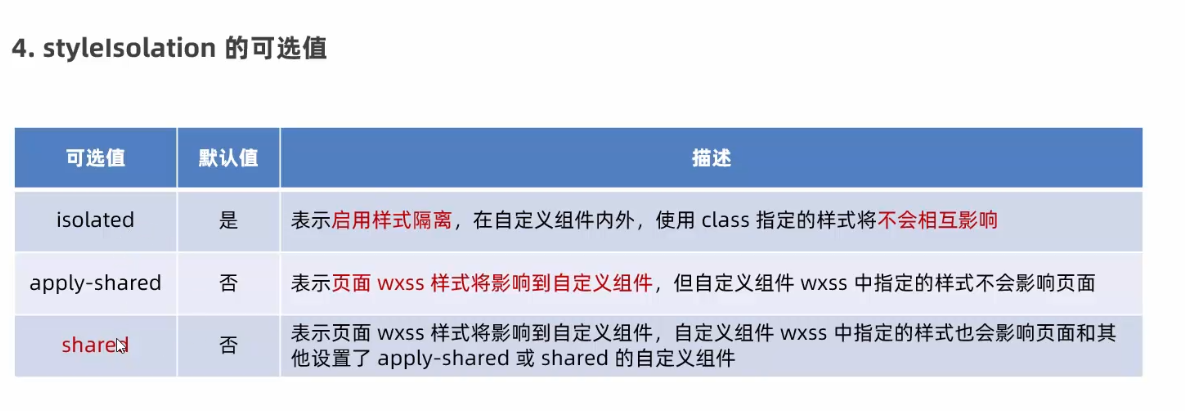 4. styleIsolation 的可选值
可选值 默认值 描述
isolated 是 表示启用样式隔离，在自定义组件内外，使用 class 指定的样式将不会相互影响
apply-shared 否 表示页面 wxss 样式将影响到自定义组件，但自定义组件 wxss 中指定的样式不会影响页面
shared 否 表示页面 wxss 样式将影响到自定义组件，自定义组件 wxss 中指定的样式也会影响页面和其
他设置了 apply-shared 或 shared 的自定义组件